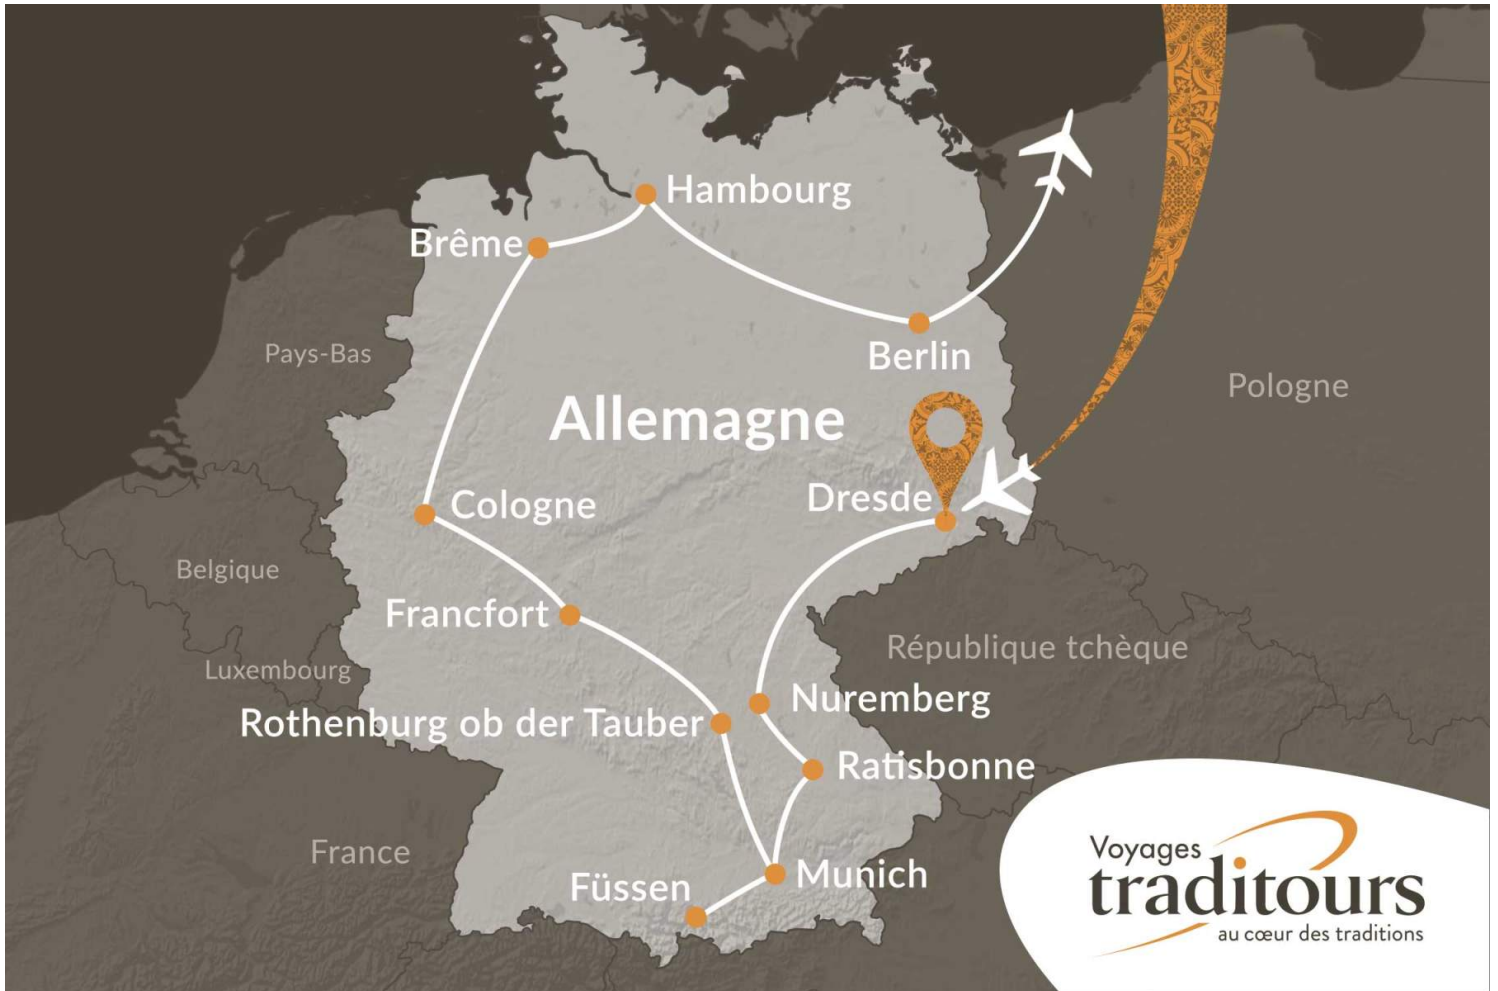 Hambourg
Brême
Berlin
Pays-Bas
Pologne
Allemagne
Dresde
Cologne
Belgique
Francfort
République tchèque
Luxembourg
Nuremberg
Rothenburg ob der Tauber
Ratisbonne
France
Munich
Füssen
Voyages
traditours
au cœur des traditions